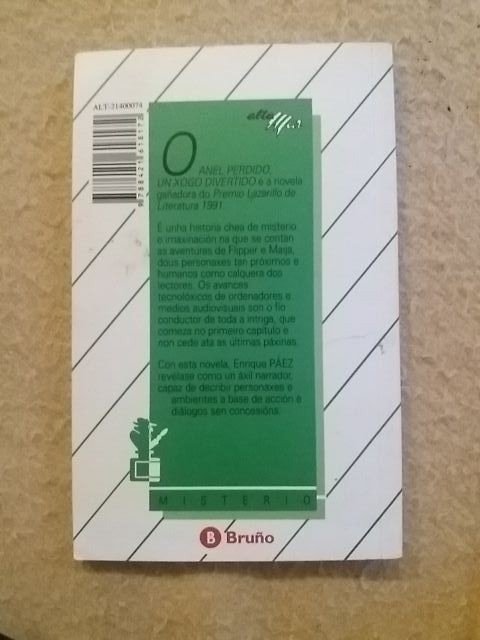 ALT-21400074
alta Mar
O ANEL PERDIDO,
UN XOGO DIVERTIDO é a novela
gañadora do Premio Lazarillo de
Literatura 1991.
É unha historia chea de misterio
e imaxinación na que se contan
as aventuras de Flipper e Maija,
dous personaxes tan próximos e
humanos como calquera dos
lectores. Os avances
tecnolóxicos de ordenadores e
medios audiovisuais son o fío
conductor de toda a intriga, que
comeza no primeiro capítulo e
non cede ata as últimas páxinas.
Con esta novela, Enrique PÁEZ
revélase como un áxil narrador,
capaz de decribir personaxes e
ambientes a base de acción e
diálogos sen concesións.
MISTERIO
B Bruño